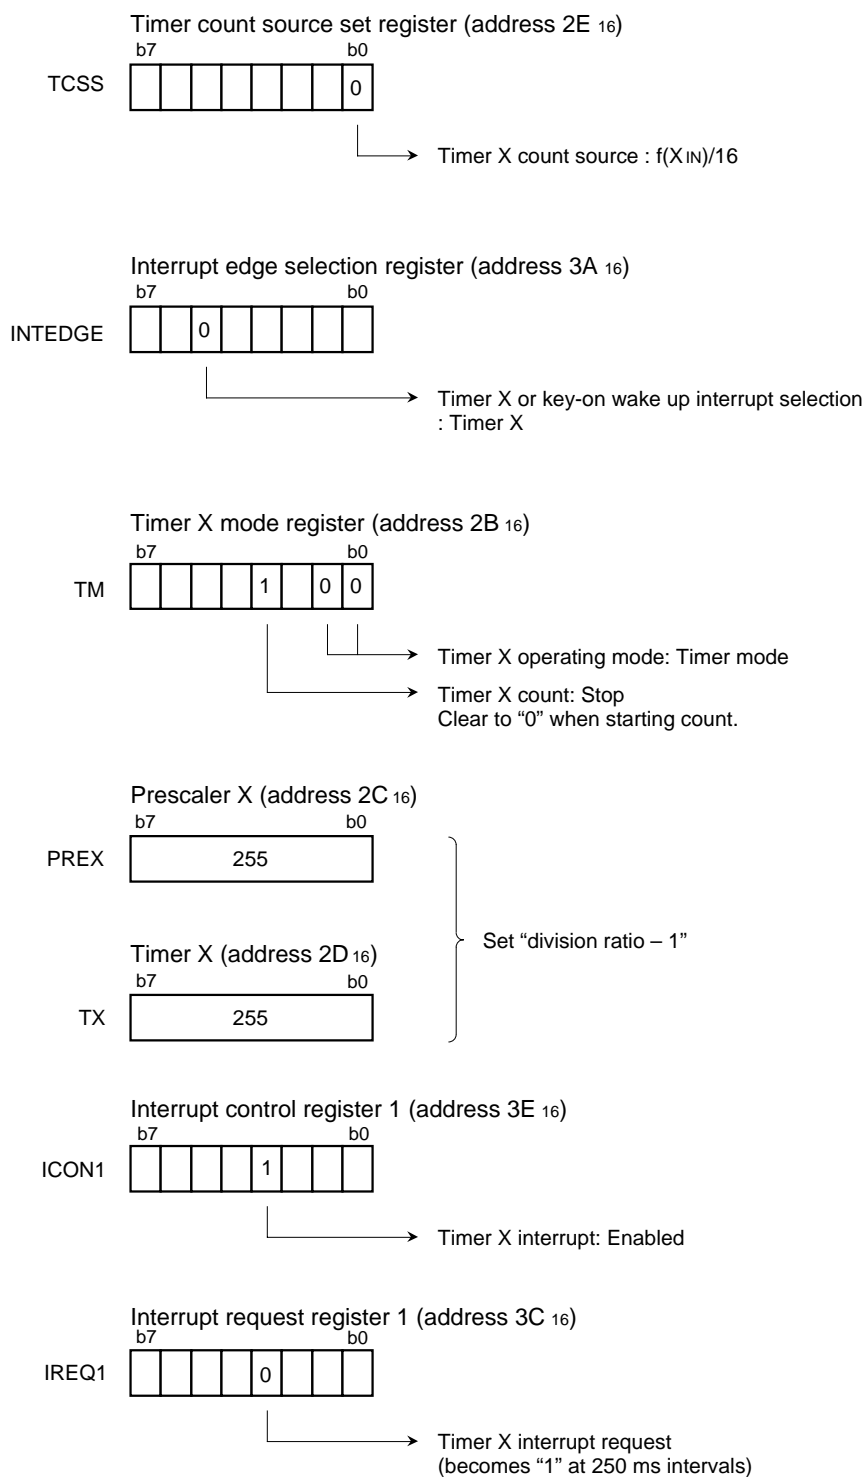 Timer count source set register (address 2E 16)
b7 b0
TCSS 0
Timer X count source : f(XIN)/16
Interrupt edge selection register (address 3A 16)
b7 b0
INTEDGE 0
Timer X or key-on wake up interrupt selection
: Timer X
Timer X mode register (address 2B 16)
b7 b0
TM 1 0 0
Timer X operating mode: Timer mode
Timer X count: Stop
Clear to “0” when starting count.
Prescaler X (address 2C 16)
b7 b0
PREX 255
Set “division ratio – 1”
Timer X (address 2D 16)
b7 b0
TX 255
Interrupt control register 1 (address 3E 16)
b7 b0
ICON1 1
Timer X interrupt: Enabled
Interrupt request register 1 (address 3C 16)
b7 b0
IREQ1 0
Timer X interrupt request
(becomes “1” at 250 ms intervals)